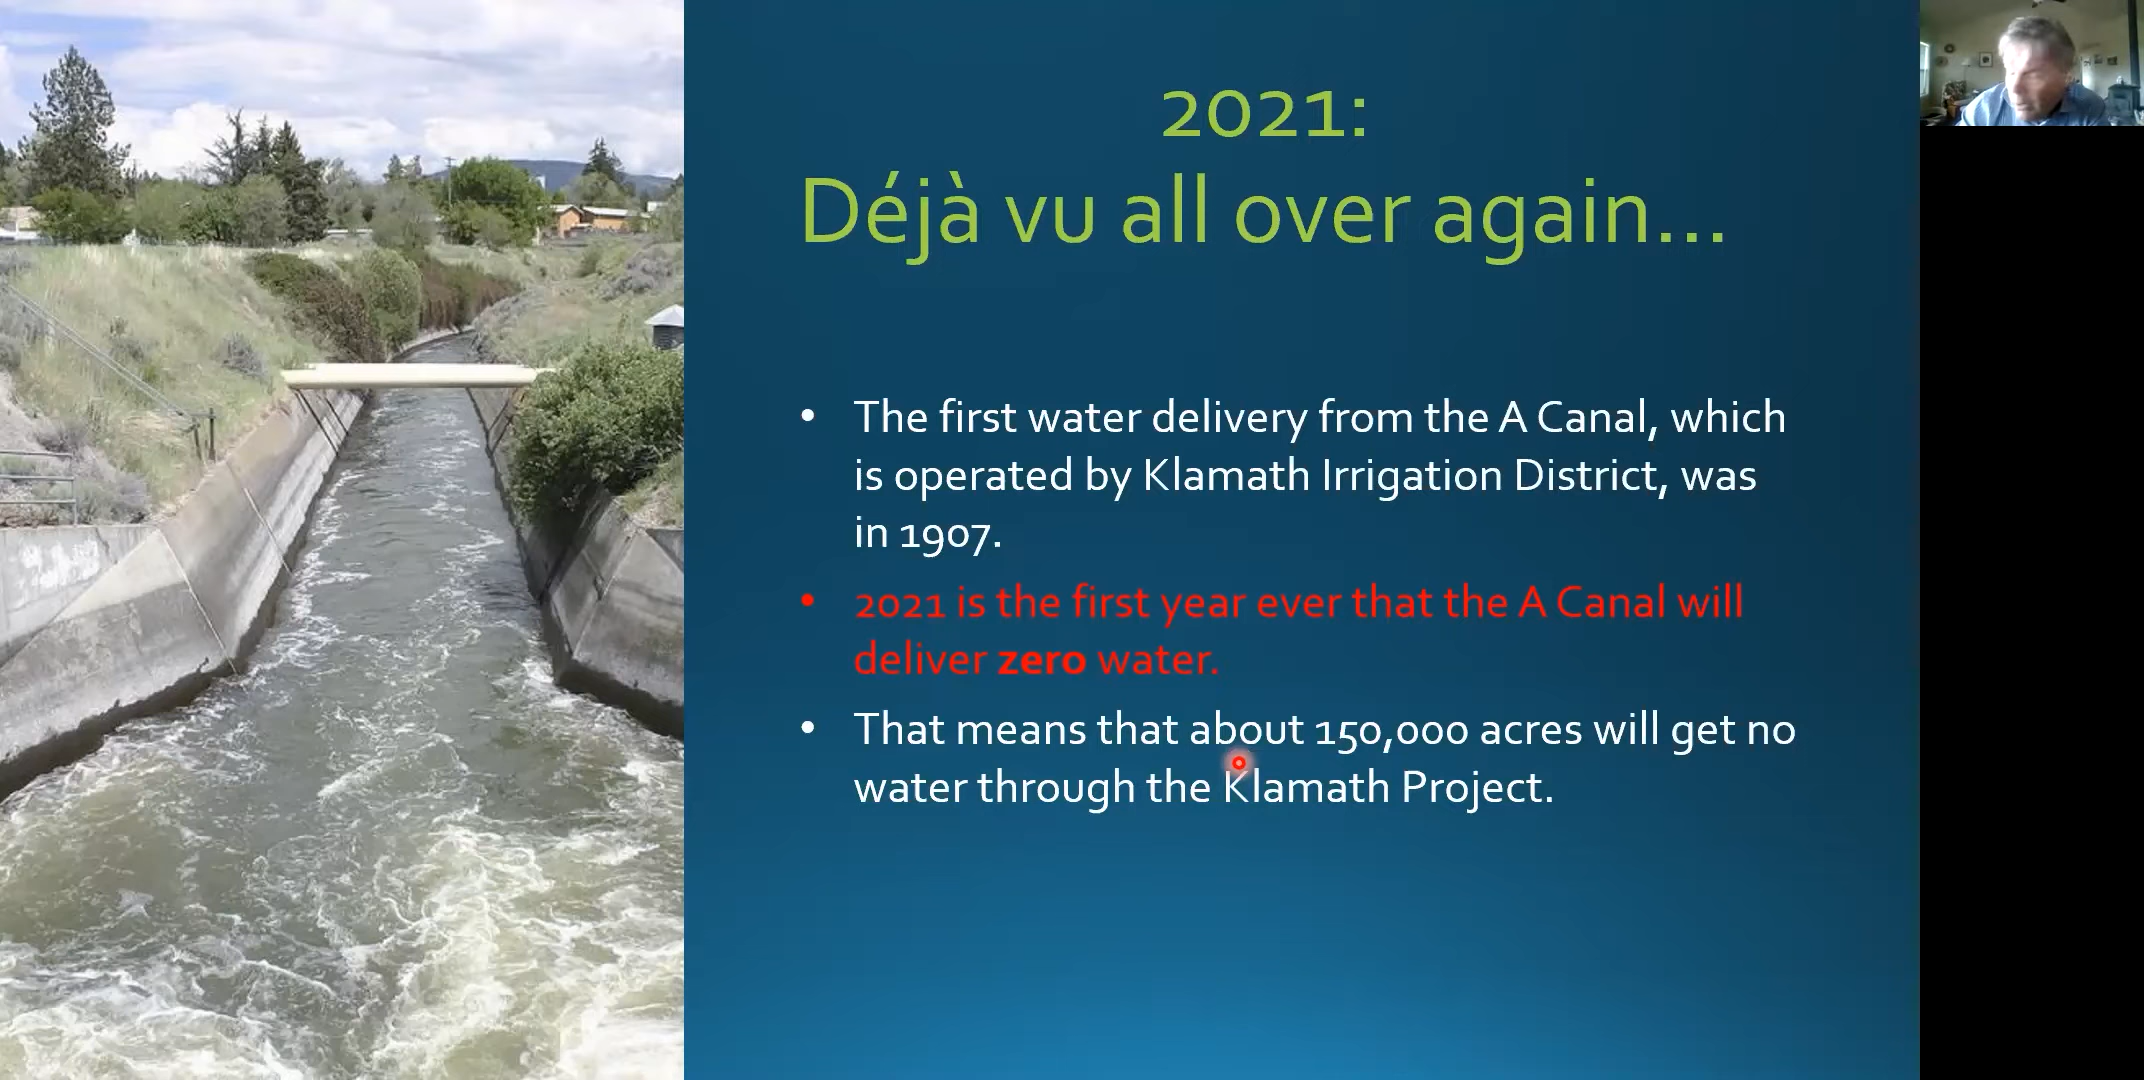 2021:
Déjà vu all over again...
• The first water delivery from the A Canal, which
is operated by Klamath Irrigation District, was
in 1907.
• 2021 is the first year ever that the A Canal will
deliver zero water.
• That means that about 150,000 acres will get no
water through the Klamath Project.